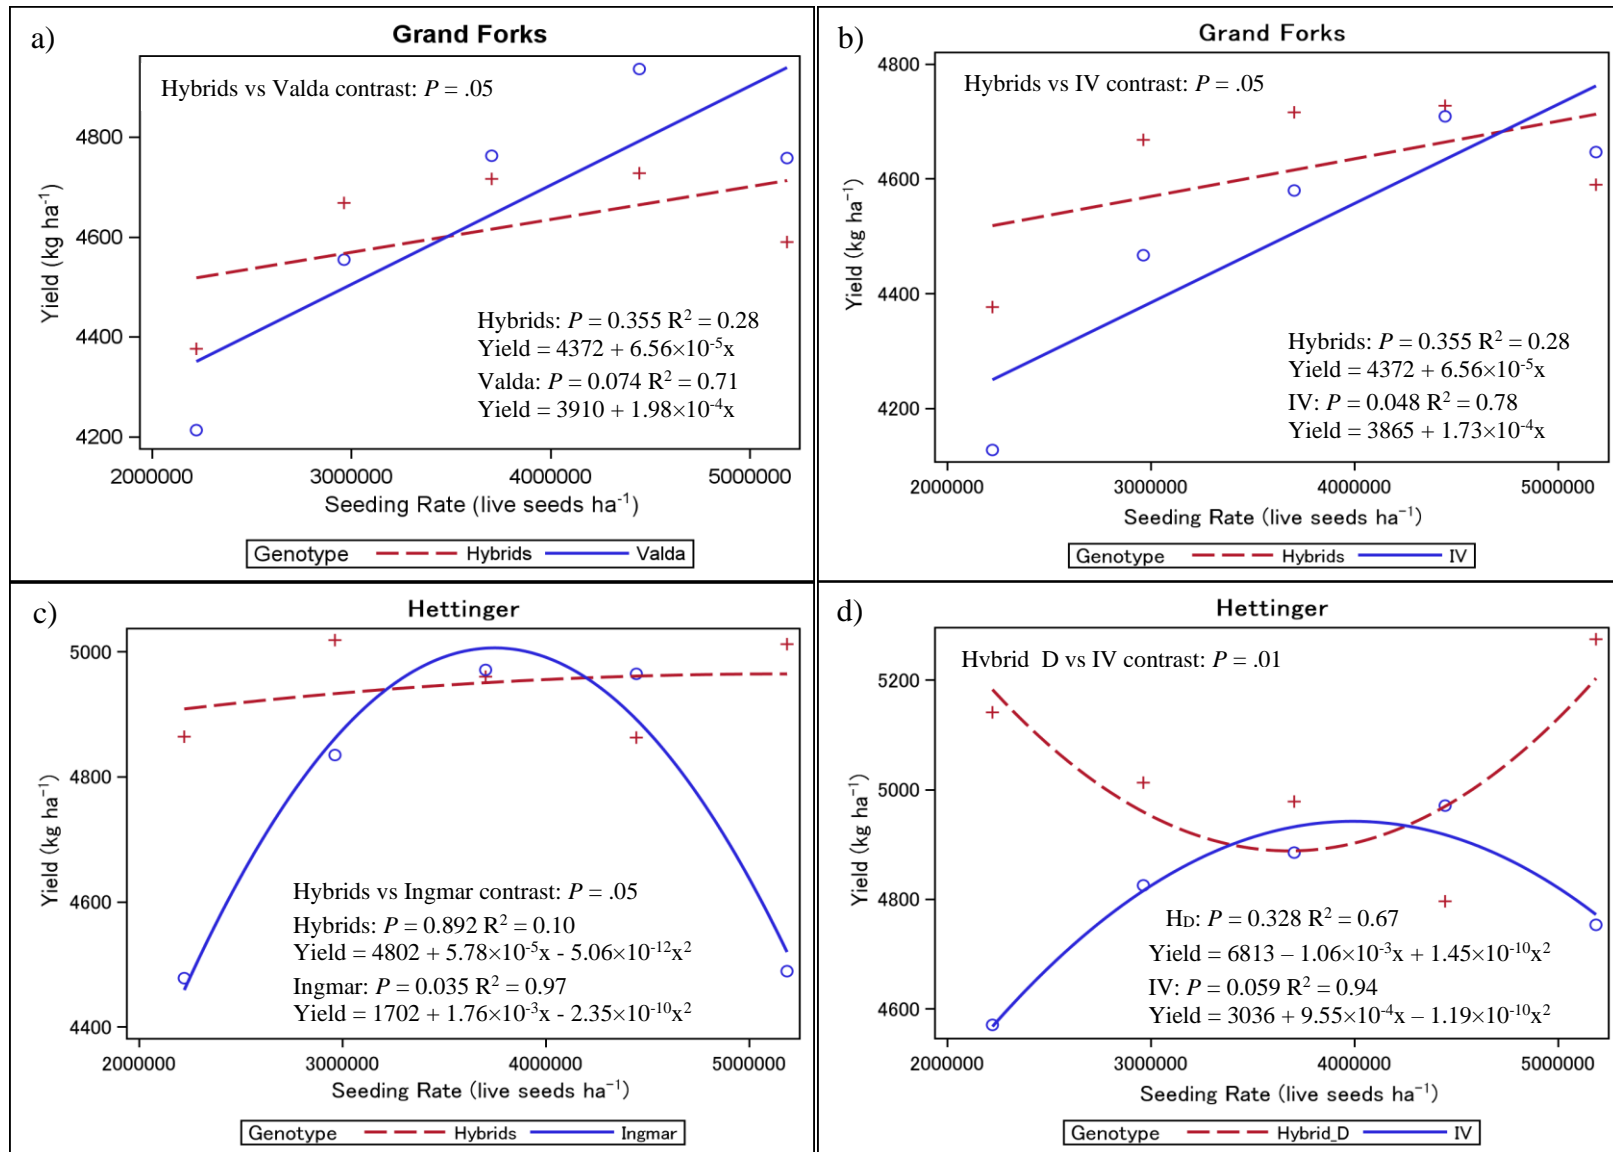 a)
Grand Forks
Hybrids vs Valda contrast: P = .05
4800
4600
4400
4200
Yield (kg ha⁻¹)
Hybrids: P = 0.355 R² = 0.28
Yield = 4372 + 6.56×10⁻⁵x
Valda: P = 0.074 R² = 0.71
Yield = 3910 + 1.98×10⁻⁴x
2000000 3000000 4000000 5000000
Seeding Rate (live seeds ha⁻¹)
Genotype Hybrids Valda
b)
Grand Forks
Hybrids vs IV contrast: P = .05
4800
4600
4400
4200
Yield (kg ha⁻¹)
Hybrids: P = 0.355 R² = 0.28
Yield = 4372 + 6.56×10⁻⁵x
IV: P = 0.048 R² = 0.78
Yield = 3865 + 1.73×10⁻⁴x
2000000 3000000 4000000 5000000
Seeding Rate (live seeds ha⁻¹)
Genotype Hybrids IV
c)
Hettinger
5000
4800
4600
4400
Yield (kg ha⁻¹)
Hybrids vs Ingmar contrast: P = .05
Hybrids: P = 0.892 R² = 0.10
Yield = 4802 + 5.78×10⁻⁵x - 5.06×10⁻¹²x²
Ingmar: P = 0.035 R² = 0.97
Yield = 1702 + 1.76×10⁻³x - 2.35×10⁻¹⁰x²
2000000 3000000 4000000 5000000
Seeding Rate (live seeds ha⁻¹)
Genotype Hybrids Ingmar
d)
Hettinger
Hybrid_D vs IV contrast: P = .01
5200
5000
4800
4600
Yield (kg ha⁻¹)
H_D: P = 0.328 R² = 0.67
Yield = 6813 – 1.06×10⁻³x + 1.45×10⁻¹⁰x²
IV: P = 0.059 R² = 0.94
Yield = 3036 + 9.55×10⁻⁴x – 1.19×10⁻¹⁰x²
2000000 3000000 4000000 5000000
Seeding Rate (live seeds ha⁻¹)
Genotype Hybrid_D IV